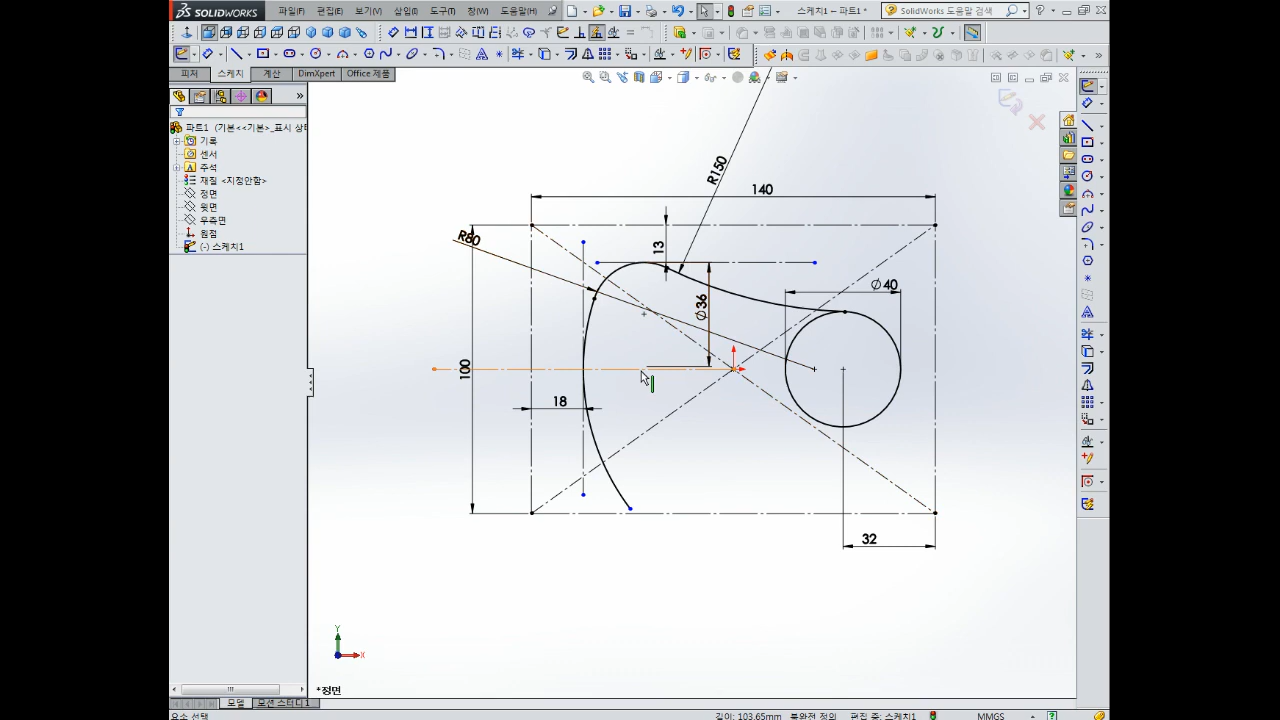 SOLIDWORKS 파일(F) 편집(E) 보기(V) 삽입(I) 도구(T) 창(W) 도움말(H) 스케치1 – 파트1 * SolidWorks 도움말 검색
피처 스케치 계산 DimXpert Office 제품
파트1 (기본<<기본>_표시 상태
기록
센서
주석
재질 <지정안함>
정면
윗면
우측면
원점
(-) 스케치1
R150
140
R80
13
Ø40
Ø36
100
18
32
Y
X
*정면
모델 모션 스터디1
요소 선택 길이: 103.65mm 불완전 정의 편집 중: 스케치1 MMGS